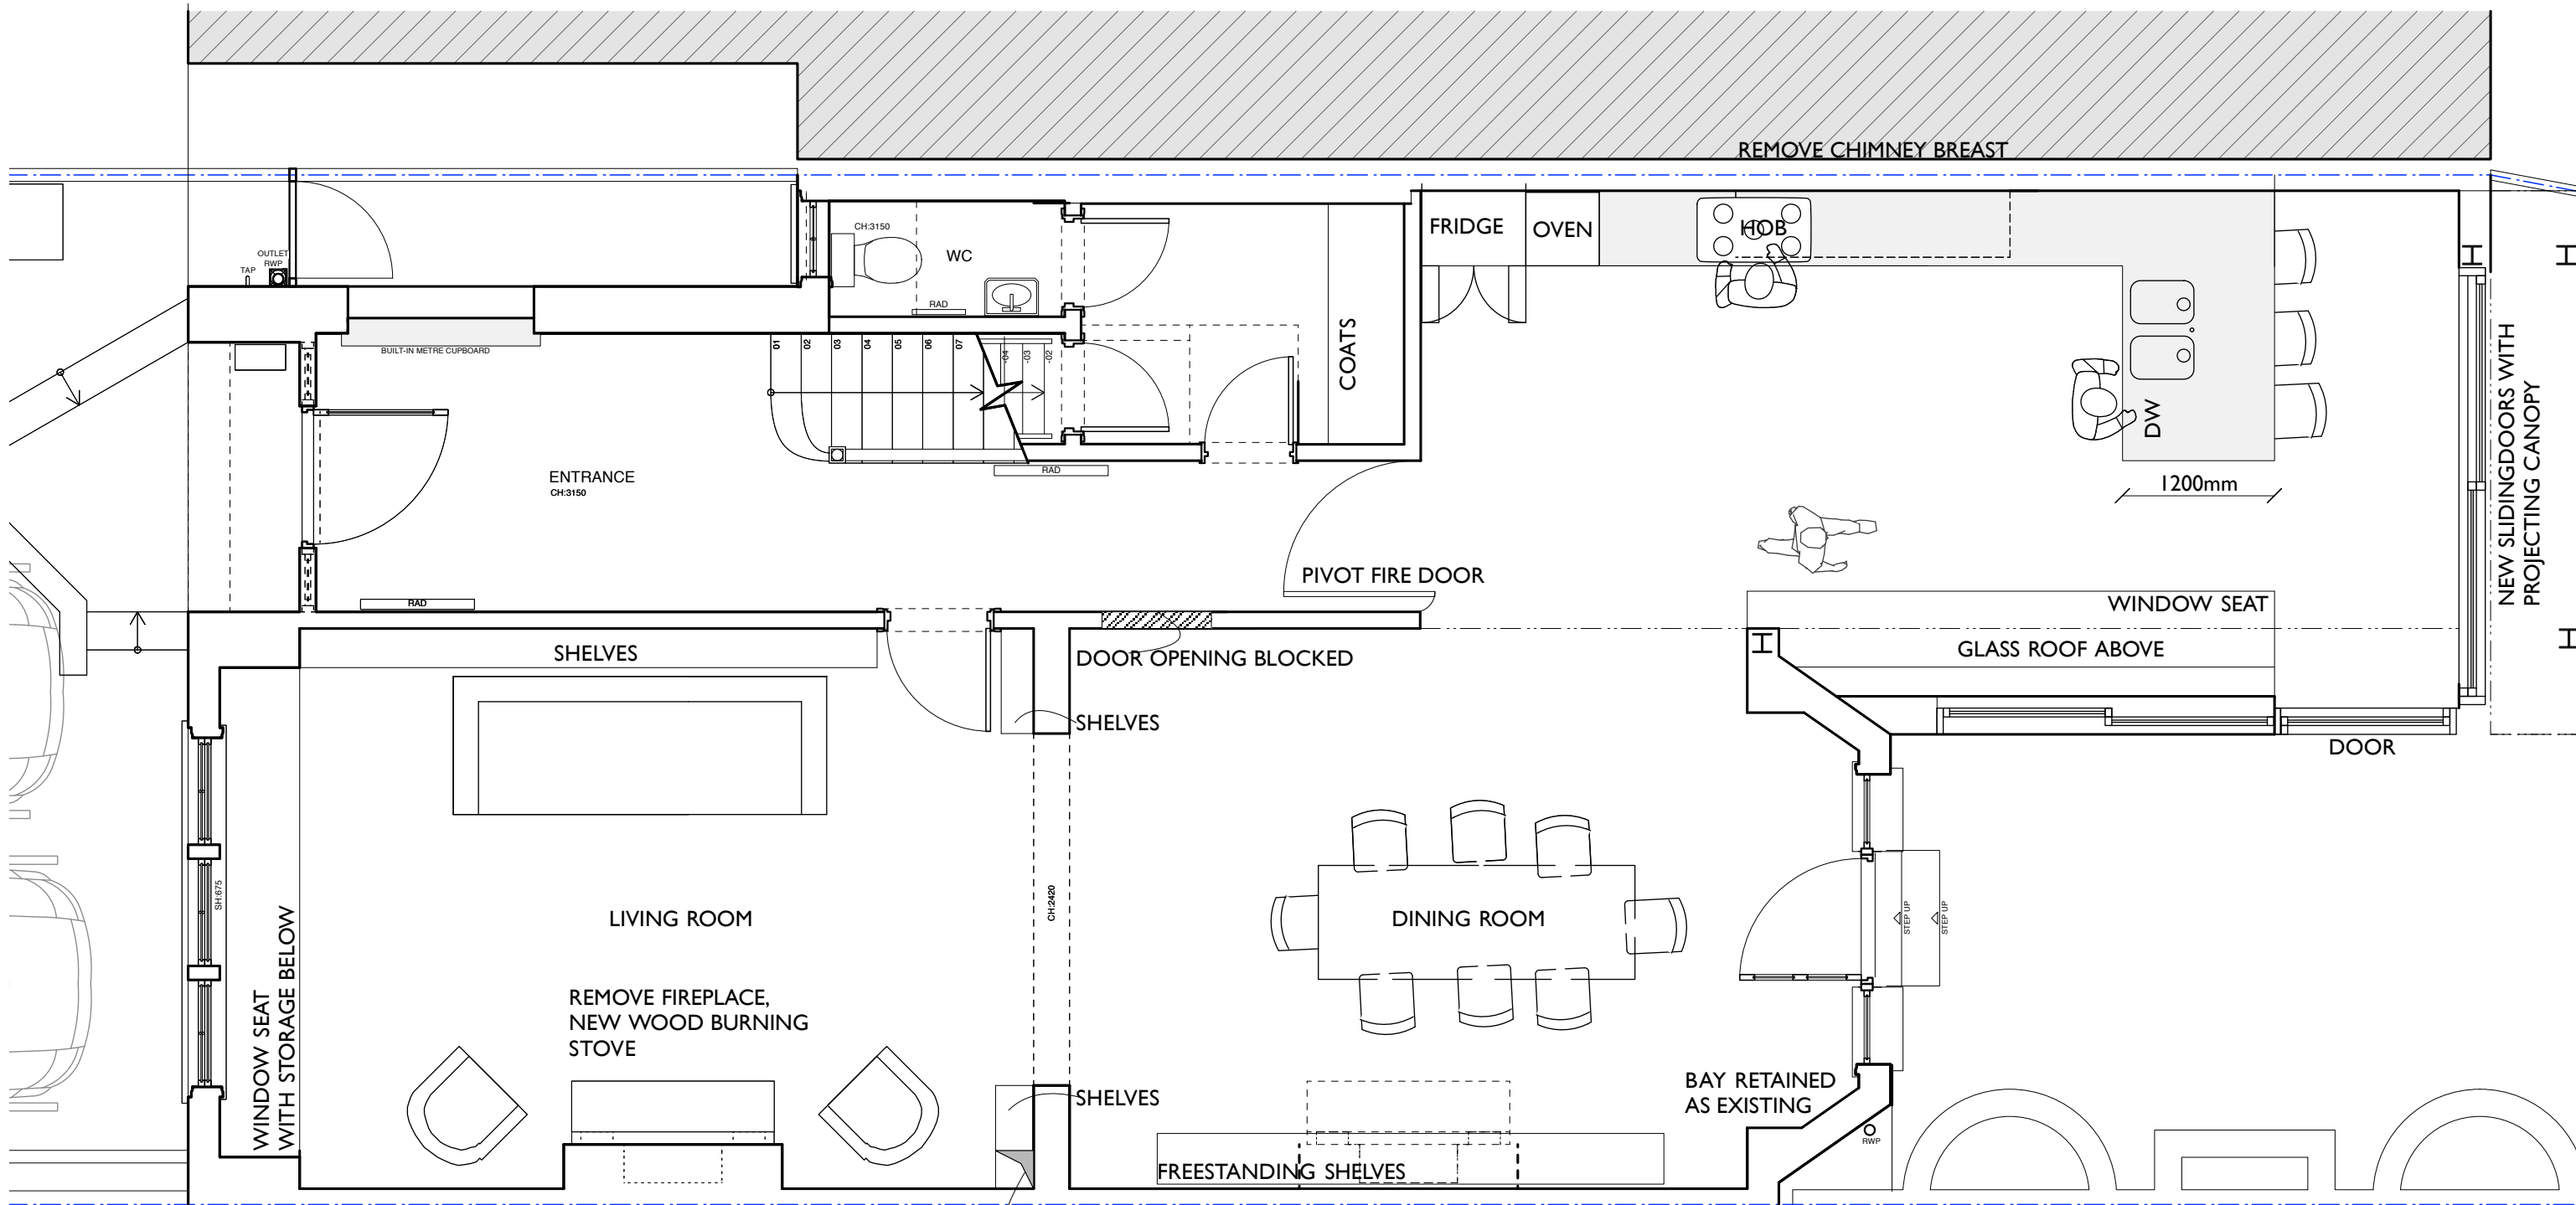 REMOVE CHIMNEY BREAST
OUTLET
RWP
TAP
CH:3150
WC
RAD
FRIDGE
OVEN
HOB
COATS
BUILT-IN METRE CUPBOARD
01
02
03
04
05
06
07
-04
-03
-02
DW
NEW SLIDINGDOORS WITH
PROJECTING CANOPY
ENTRANCE
CH:3150
RAD
1200mm
PIVOT FIRE DOOR
RAD
WINDOW SEAT
SHELVES
DOOR OPENING BLOCKED
GLASS ROOF ABOVE
SHELVES
DOOR
SH:675
CH:2420
LIVING ROOM
DINING ROOM
STEP UP
STEP UP
WINDOW SEAT
WITH STORAGE BELOW
REMOVE FIREPLACE,
NEW WOOD BURNING
STOVE
SHELVES
BAY RETAINED
AS EXISTING
RWP
FREESTANDING SHELVES